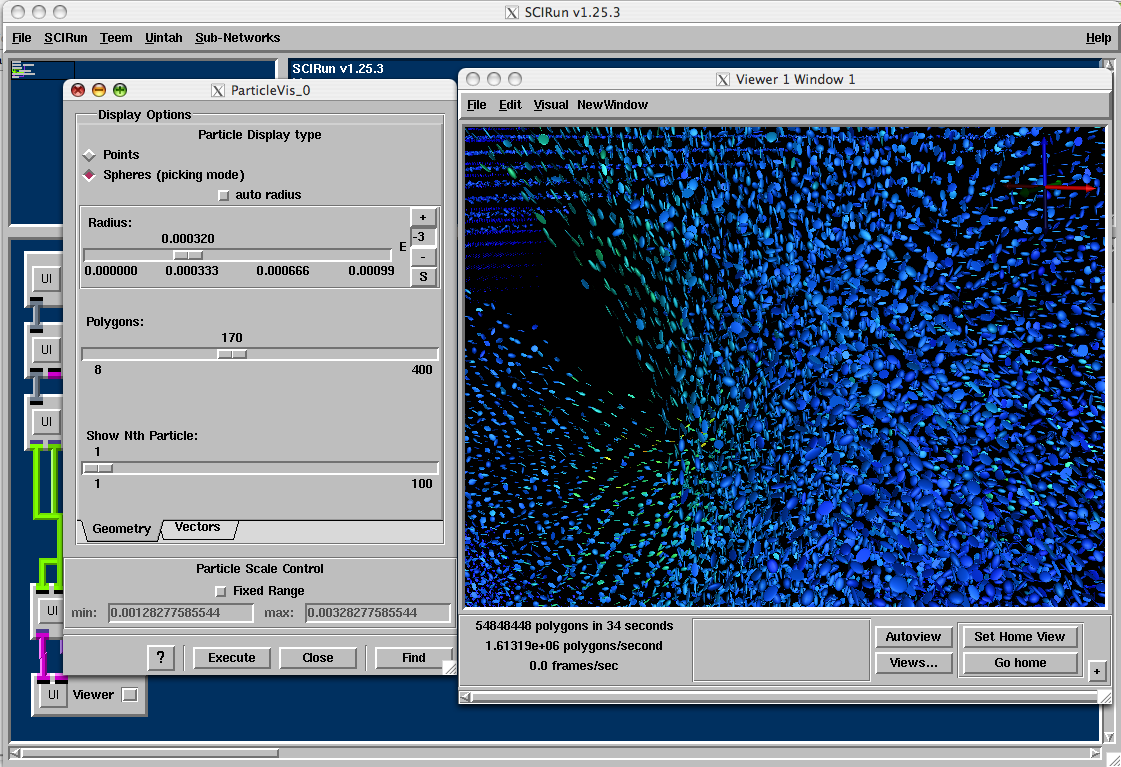 SCIRun v1.25.3
File SCIRun Teem Uintah Sub-Networks Help
SCIRun v1.25.3
ParticleVis_0
Display Options
Particle Display type
Points
Spheres (picking mode)
auto radius
Radius:
0.000320
0.000000 0.000333 0.000666 0.00099
E
+
-3
-
S
Polygons:
170
8 400
Show Nth Particle:
1
1 100
Geometry Vectors
Particle Scale Control
Fixed Range
min: 0.00128277585544 max: 0.00328277585544
? Execute Close Find
UI
UI
UI
UI
UI Viewer
Viewer 1 Window 1
File Edit Visual NewWindow
54848448 polygons in 34 seconds
1.61319e+06 polygons/second
0.0 frames/sec
Autoview
Views...
Set Home View
Go home
+